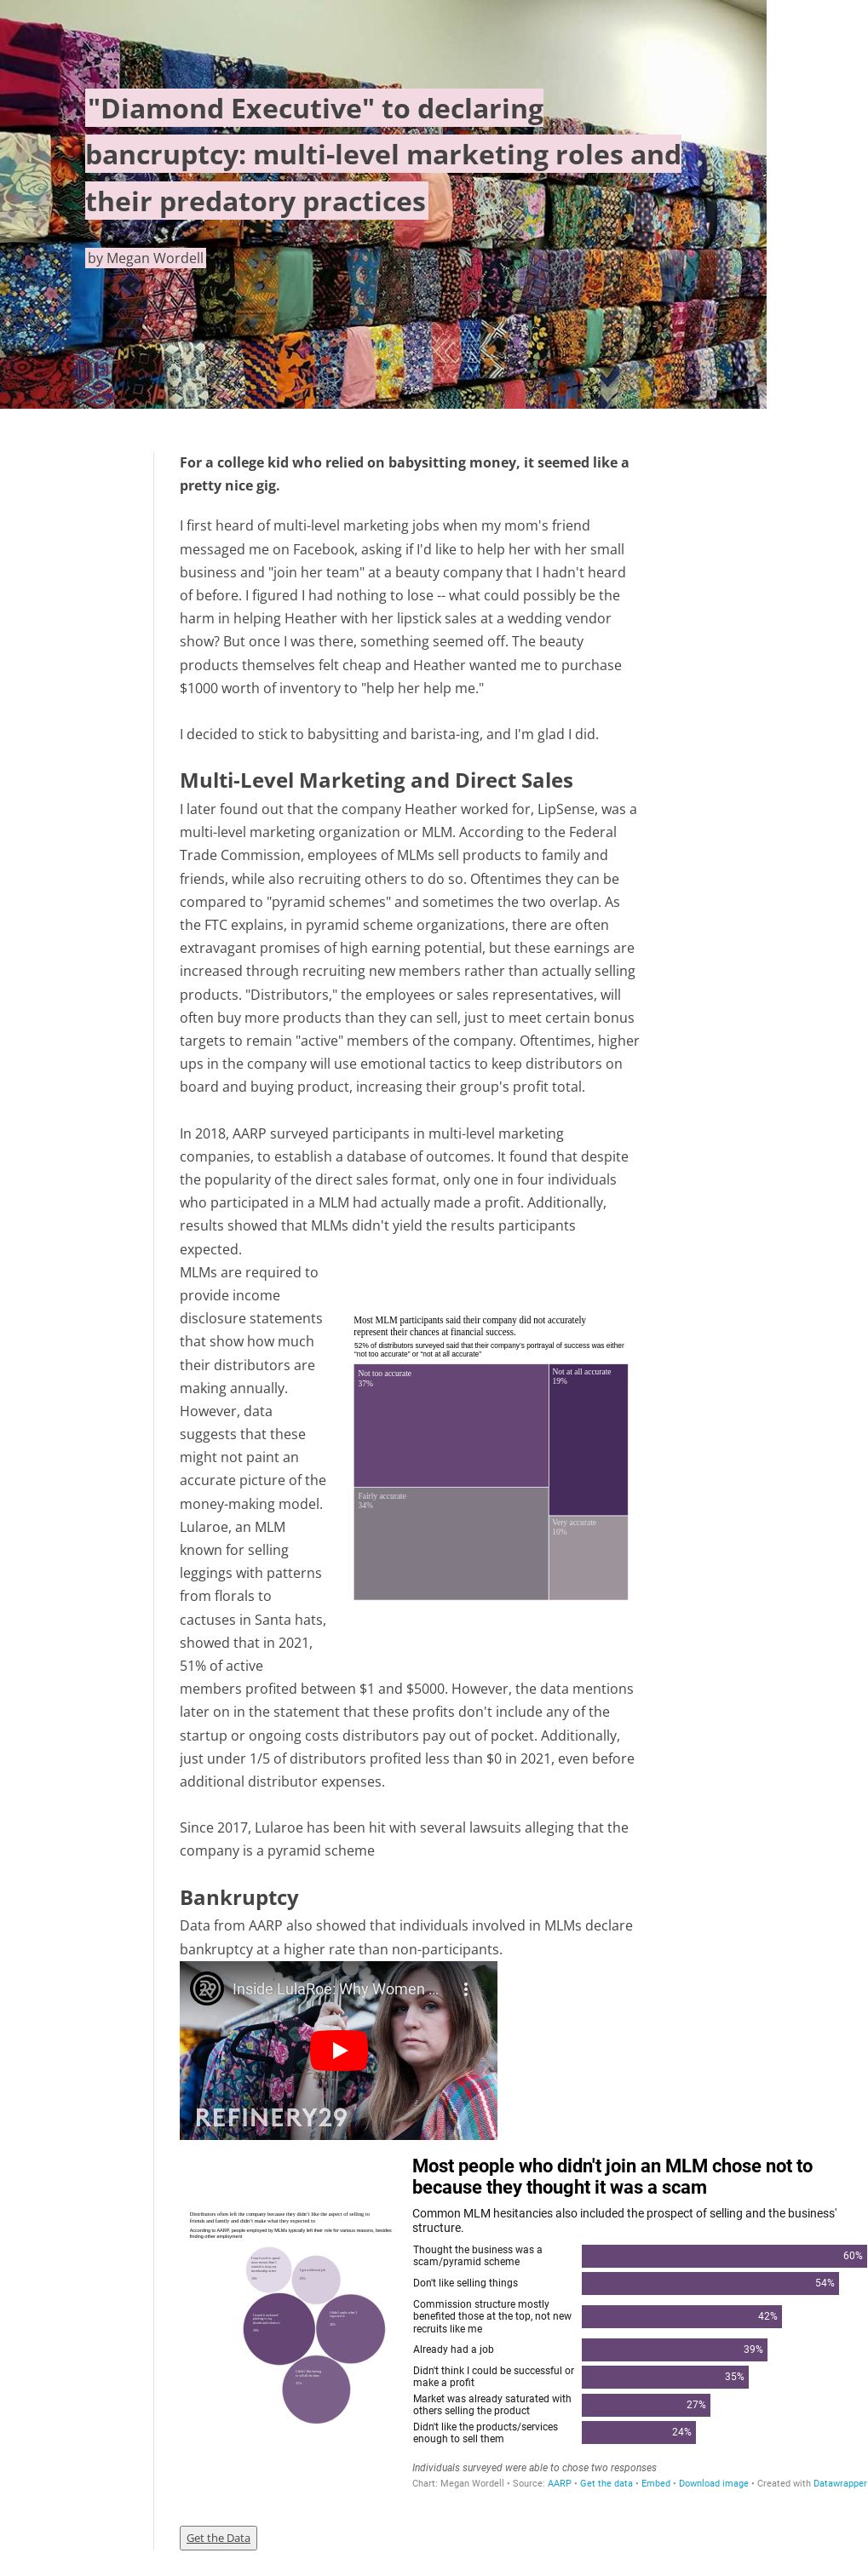 "Diamond Executive" to declaring
bancruptcy: multi-level marketing roles and
their predatory practices
by Megan Wordell
For a college kid who relied on babysitting money, it seemed like a
pretty nice gig.
I first heard of multi-level marketing jobs when my mom's friend
messaged me on Facebook, asking if I'd like to help her with her small
business and "join her team" at a beauty company that I hadn't heard
of before. I figured I had nothing to lose -- what could possibly be the
harm in helping Heather with her lipstick sales at a wedding vendor
show? But once I was there, something seemed off. The beauty
products themselves felt cheap and Heather wanted me to purchase
$1000 worth of inventory to "help her help me."
I decided to stick to babysitting and barista-ing, and I'm glad I did.
Multi-Level Marketing and Direct Sales
I later found out that the company Heather worked for, LipSense, was a
multi-level marketing organization or MLM. According to the Federal
Trade Commission, employees of MLMs sell products to family and
friends, while also recruiting others to do so. Oftentimes they can be
compared to "pyramid schemes" and sometimes the two overlap. As
the FTC explains, in pyramid scheme organizations, there are often
extravagant promises of high earning potential, but these earnings are
increased through recruiting new members rather than actually selling
products. "Distributors," the employees or sales representatives, will
often buy more products than they can sell, just to meet certain bonus
targets to remain "active" members of the company. Oftentimes, higher
ups in the company will use emotional tactics to keep distributors on
board and buying product, increasing their group's profit total.
In 2018, AARP surveyed participants in multi-level marketing
companies, to establish a database of outcomes. It found that despite
the popularity of the direct sales format, only one in four individuals
who participated in a MLM had actually made a profit. Additionally,
results showed that MLMs didn't yield the results participants
expected.
MLMs are required to
provide income
disclosure statements
that show how much
their distributors are
making annually.
However, data
suggests that these
might not paint an
accurate picture of the
money-making model.
Lularoe, an MLM
known for selling
leggings with patterns
from florals to
cactuses in Santa hats,
showed that in 2021,
51% of active
members profited between $1 and $5000. However, the data mentions
later on in the statement that these profits don't include any of the
startup or ongoing costs distributors pay out of pocket. Additionally,
just under 1/5 of distributors profited less than $0 in 2021, even before
additional distributor expenses.
Most MLM participants said their company did not accurately
represent their chances at financial success.
52% of distributors surveyed said that their company's portrayal of success was either
"not too accurate" or "not at all accurate"
Not too accurate
37%
Not at all accurate
19%
Fairly accurate
34%
Very accurate
10%
Since 2017, Lularoe has been hit with several lawsuits alleging that the
company is a pyramid scheme
Bankruptcy
Data from AARP also showed that individuals involved in MLMs declare
bankruptcy at a higher rate than non-participants.
29
Inside LulaRoe: Why Women ...
REFINERY29
Distributors often left the company because they didn't like the aspect of selling to
friends and family and didn't make what they expected to
According to AARP, people employed by MLMs typically left their role for various reasons, besides
finding other employment
Most people who didn't join an MLM chose not to
because they thought it was a scam
Common MLM hesitancies also included the prospect of selling and the business'
structure.
Thought the business was a
scam/pyramid scheme
60%
Don't like selling things
54%
Commission structure mostly
benefited those at the top, not new
recruits like me
42%
Already had a job
39%
Didn't think I could be successful or
make a profit
35%
Market was already saturated with
others selling the product
27%
Didn't like the products/services
enough to sell them
24%
Individuals surveyed were able to chose two responses
Chart: Megan Wordell • Source: AARP • Get the data • Embed • Download image • Created with Datawrapper
Get the Data